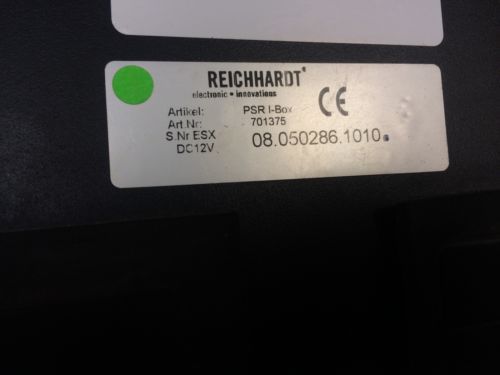 REICHHARDT®
electronic • innovations
CE
Artikel: PSR I-Box
Art.Nr: 701375
S.Nr ESX 08.050286.1010.
DC12V